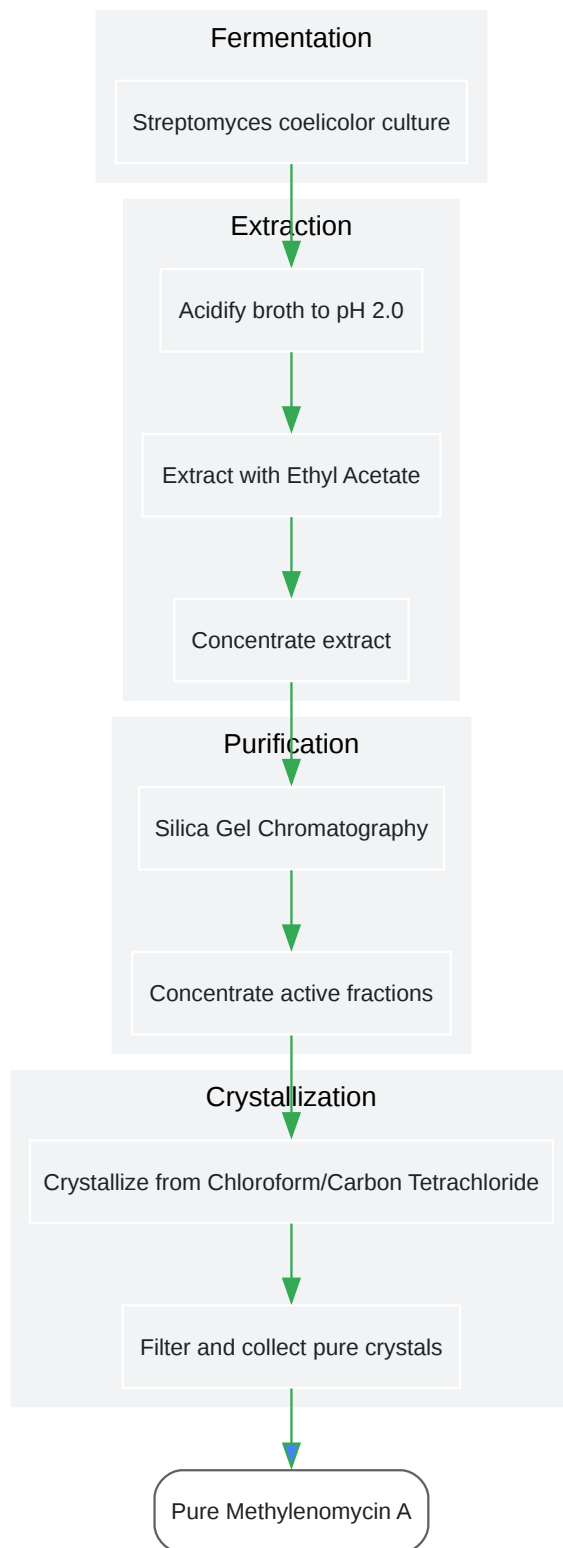 Fermentation
Streptomyces coelicolor culture
Extraction
Acidify broth to pH 2.0
Extract with Ethyl Acetate
Concentrate extract
Purification
Silica Gel Chromatography
Concentrate active fractions
Crystallization
Crystallize from Chloroform/Carbon Tetrachloride
Filter and collect pure crystals
Pure Methylenomycin A